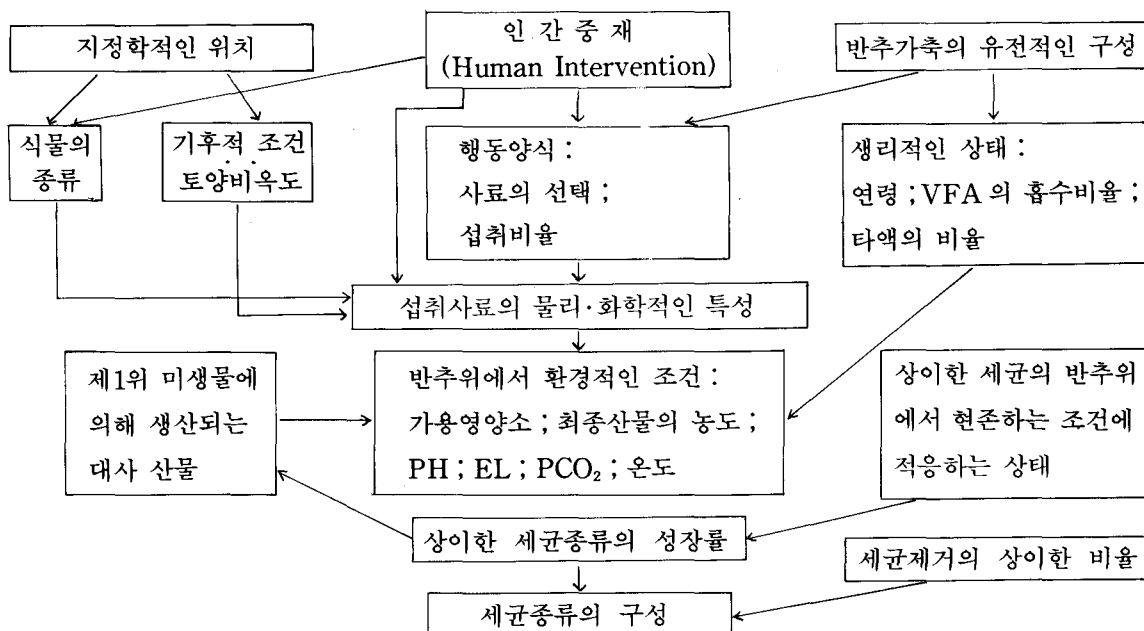 지정학적인 위치
인간중재
(Human Intervention)
반추가축의 유전적인 구성
식물의
종류
기후적 조건
토양비옥도
행동양식 :
사료의 선택 ;
섭취비율
생리적인 상태 :
연령 ; VFA 의 흡수비율 ;
타액의 비율
섭취사료의 물리·화학적인 특성
제1위 미생물에
의해 생산되는
대사 산물
반추위에서 환경적인 조건 :
가용영양소 ; 최종산물의 농도 ;
PH ; EL ; PCO₂ ; 온도
상이한 세균의 반추위
에서 현존하는 조건에
적응하는 상태
상이한 세균종류의 성장률
세균제거의 상이한 비율
세균종류의 구성